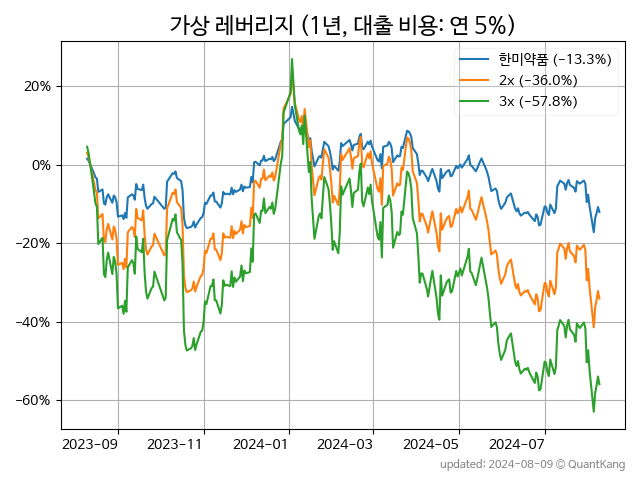 가상 레버리지 (1년, 대출 비용: 연 5%)
한미약품 (-13.3%)
2x (-36.0%)
3x (-57.8%)
20%
0%
-20%
-40%
-60%
2023-09 2023-11 2024-01 2024-03 2024-05 2024-07
updated: 2024-08-09 © QuantKang